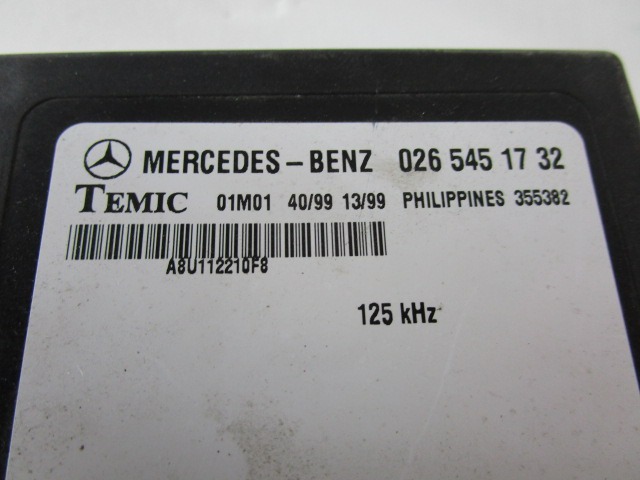 MERCEDES-BENZ 026 545 17 32
TEMIC 01M01 40/99 13/99 PHILIPPINES 355382
A8U112210F8
125 kHz